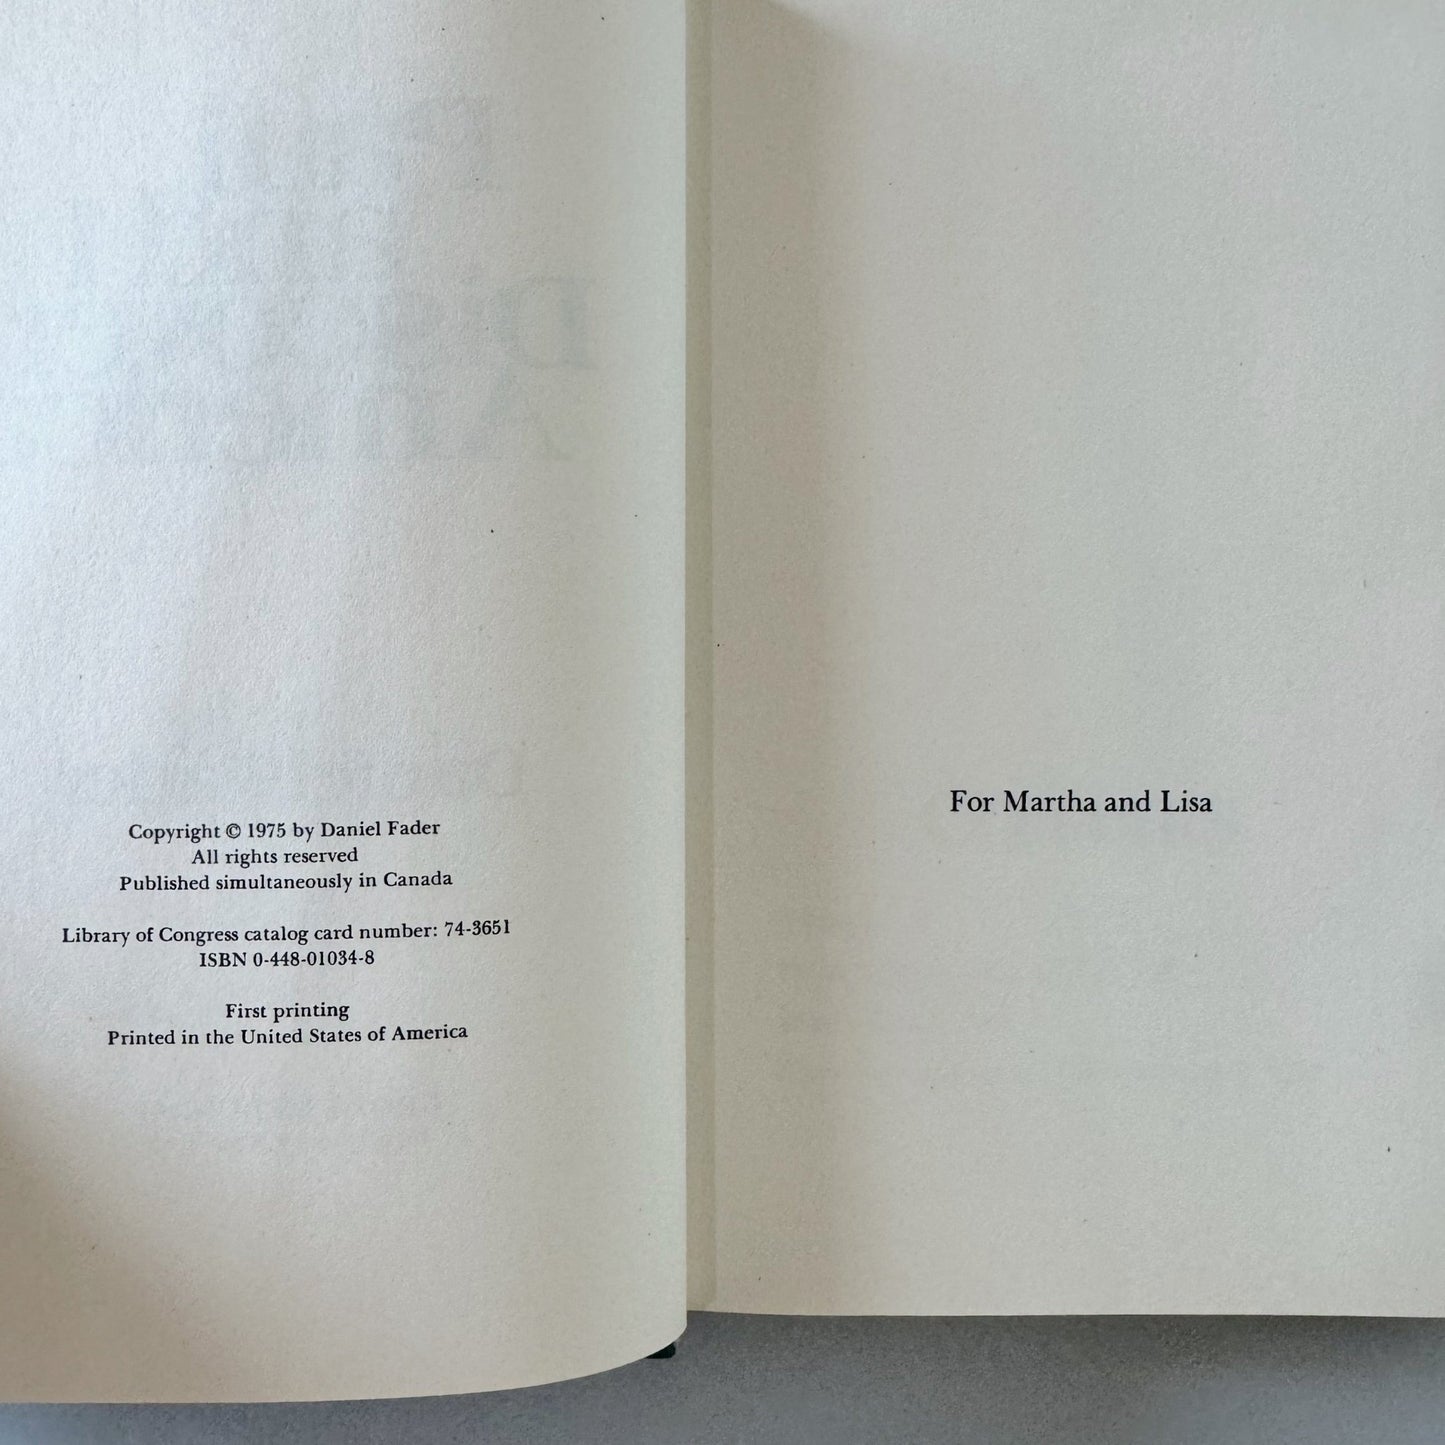 Copyright © 1975 by Daniel Fader
All rights reserved
Published simultaneously in Canada
Library of Congress catalog card number: 74-3651
ISBN 0-448-01034-8
First printing
Printed in the United States of America
For Martha and Lisa